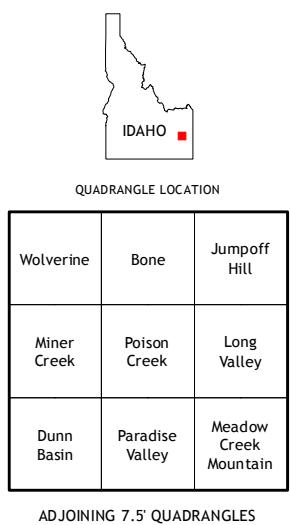 IDAHO
QUADRANGLE LOCATION
Wolverine
Bone
Jumpoff
Hill
Miner
Creek
Poison
Creek
Long
Valley
Dunn
Basin
Paradise
Valley
Meadow
Creek
Mountain
ADJOINING 7.5' QUADRANGLES